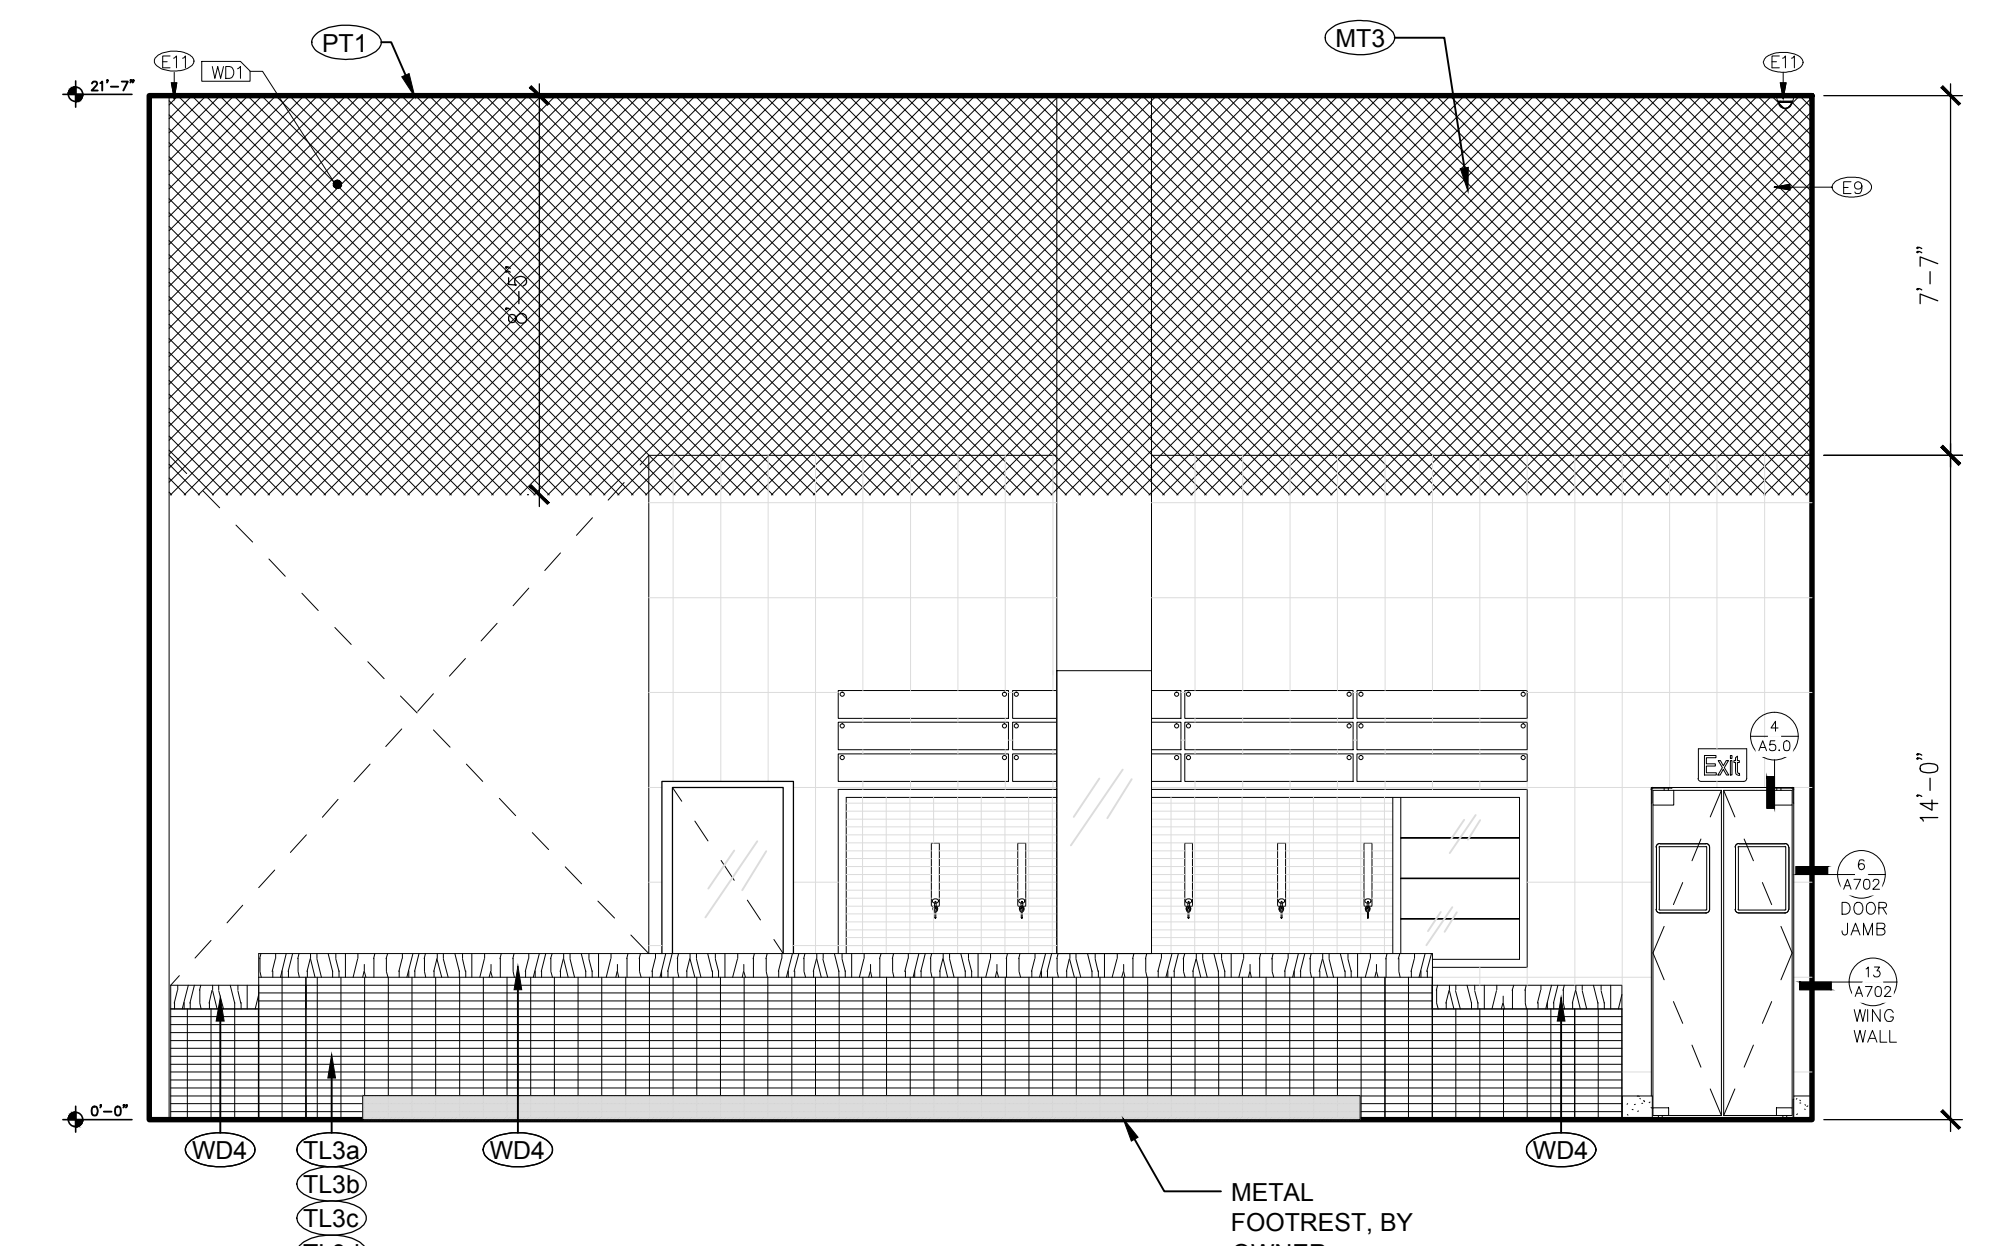 PT1
MT3
E11
WD1
E11
21'-7"
E9
8'-5"
7'-7"
14'-0"
4
A5.0
Exit
6
A702
DOOR
JAMB
13
A702
WING
WALL
0'-0"
WD4
TL3a
WD4
WD4
TL3b
TL3c
METAL
FOOTREST, BY